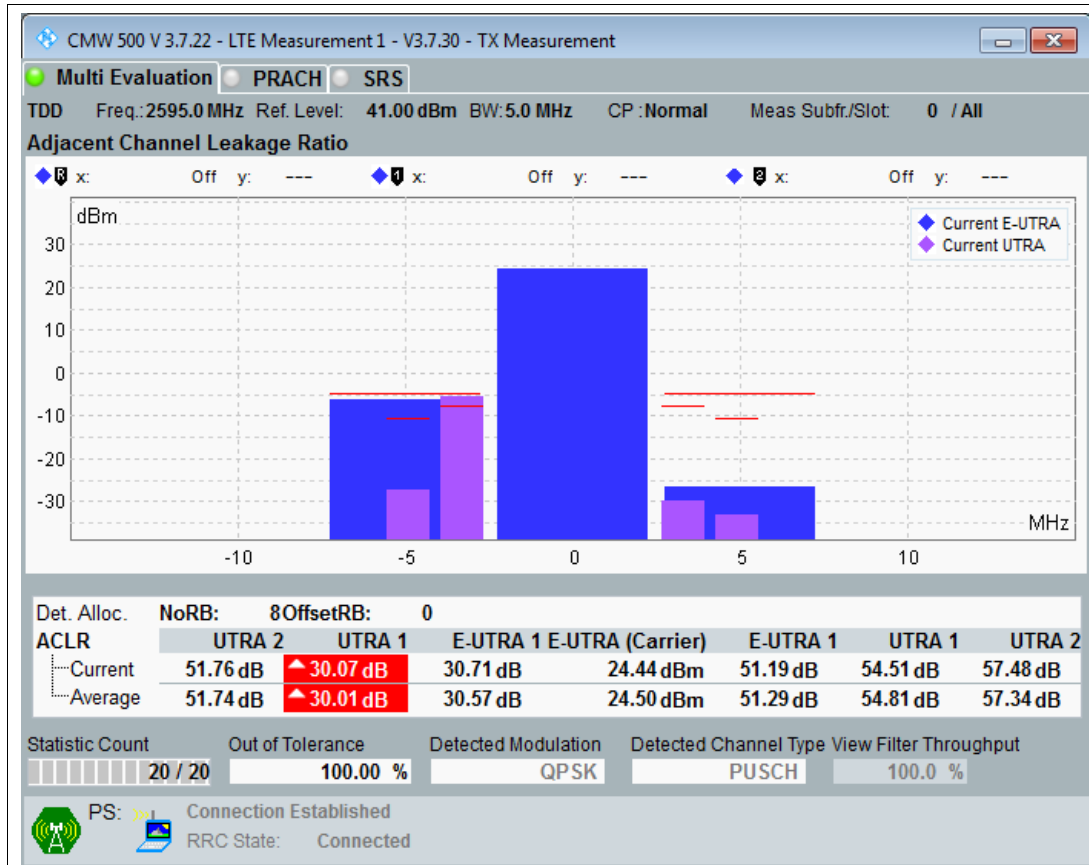 CMW 500 V 3.7.22 - LTE Measurement 1 - V3.7.30 - TX Measurement
Multi Evaluation PRACH SRS
TDD Freq.: 2595.0 MHz Ref. Level: 41.00 dBm BW: 5.0 MHz CP : Normal Meas Subfr./Slot: 0 / All
Adjacent Channel Leakage Ratio
R x: Off y: --- 1 x: Off y: --- 2 x: Off y: ---
dBm
Current E-UTRA
Current UTRA
30
20
10
0
-10
-20
-30
MHz
-10 -5 0 5 10
Det. Alloc. NoRB: 8 OffsetRB: 0
ACLR UTRA 2 UTRA 1 E-UTRA 1 E-UTRA (Carrier) E-UTRA 1 UTRA 1 UTRA 2
Current 51.76 dB 30.07 dB 30.71 dB 24.44 dBm 51.19 dB 54.51 dB 57.48 dB
Average 51.74 dB 30.01 dB 30.57 dB 24.50 dBm 51.29 dB 54.81 dB 57.34 dB
Statistic Count Out of Tolerance Detected Modulation Detected Channel Type View Filter Throughput
20 / 20 100.00 % QPSK PUSCH 100.0 %
PS: Connection Established
RRC State: Connected